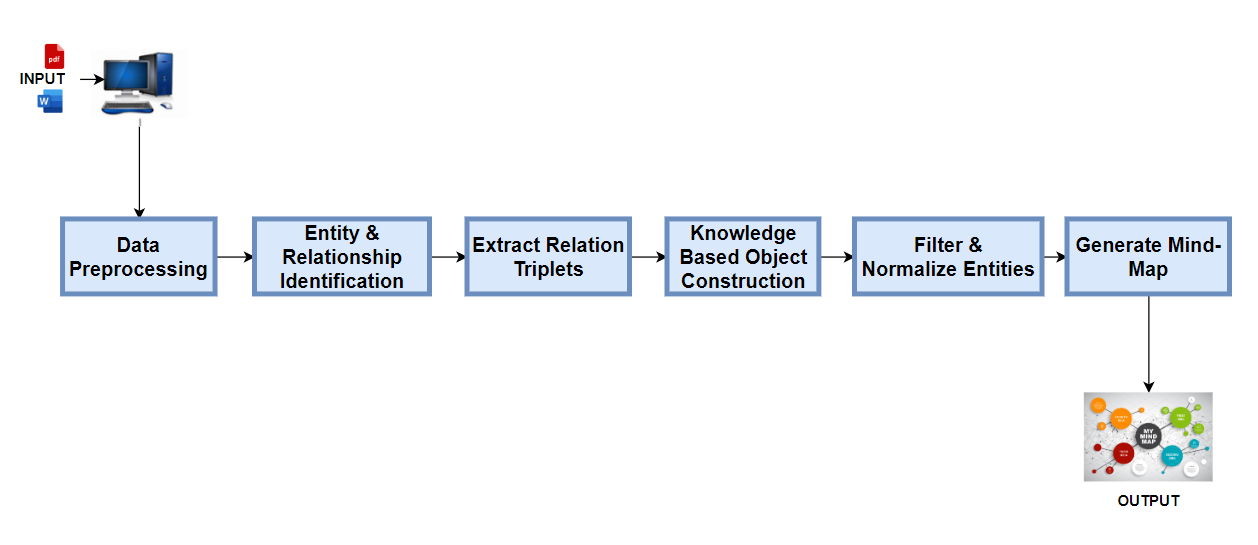 pdf
INPUT
W
Data
Preprocessing
Entity &
Relationship
Identification
Extract Relation
Triplets
Knowledge
Based Object
Construction
Filter &
Normalize Entities
Generate Mind-
Map
MY
MIND
MAP
OUTPUT